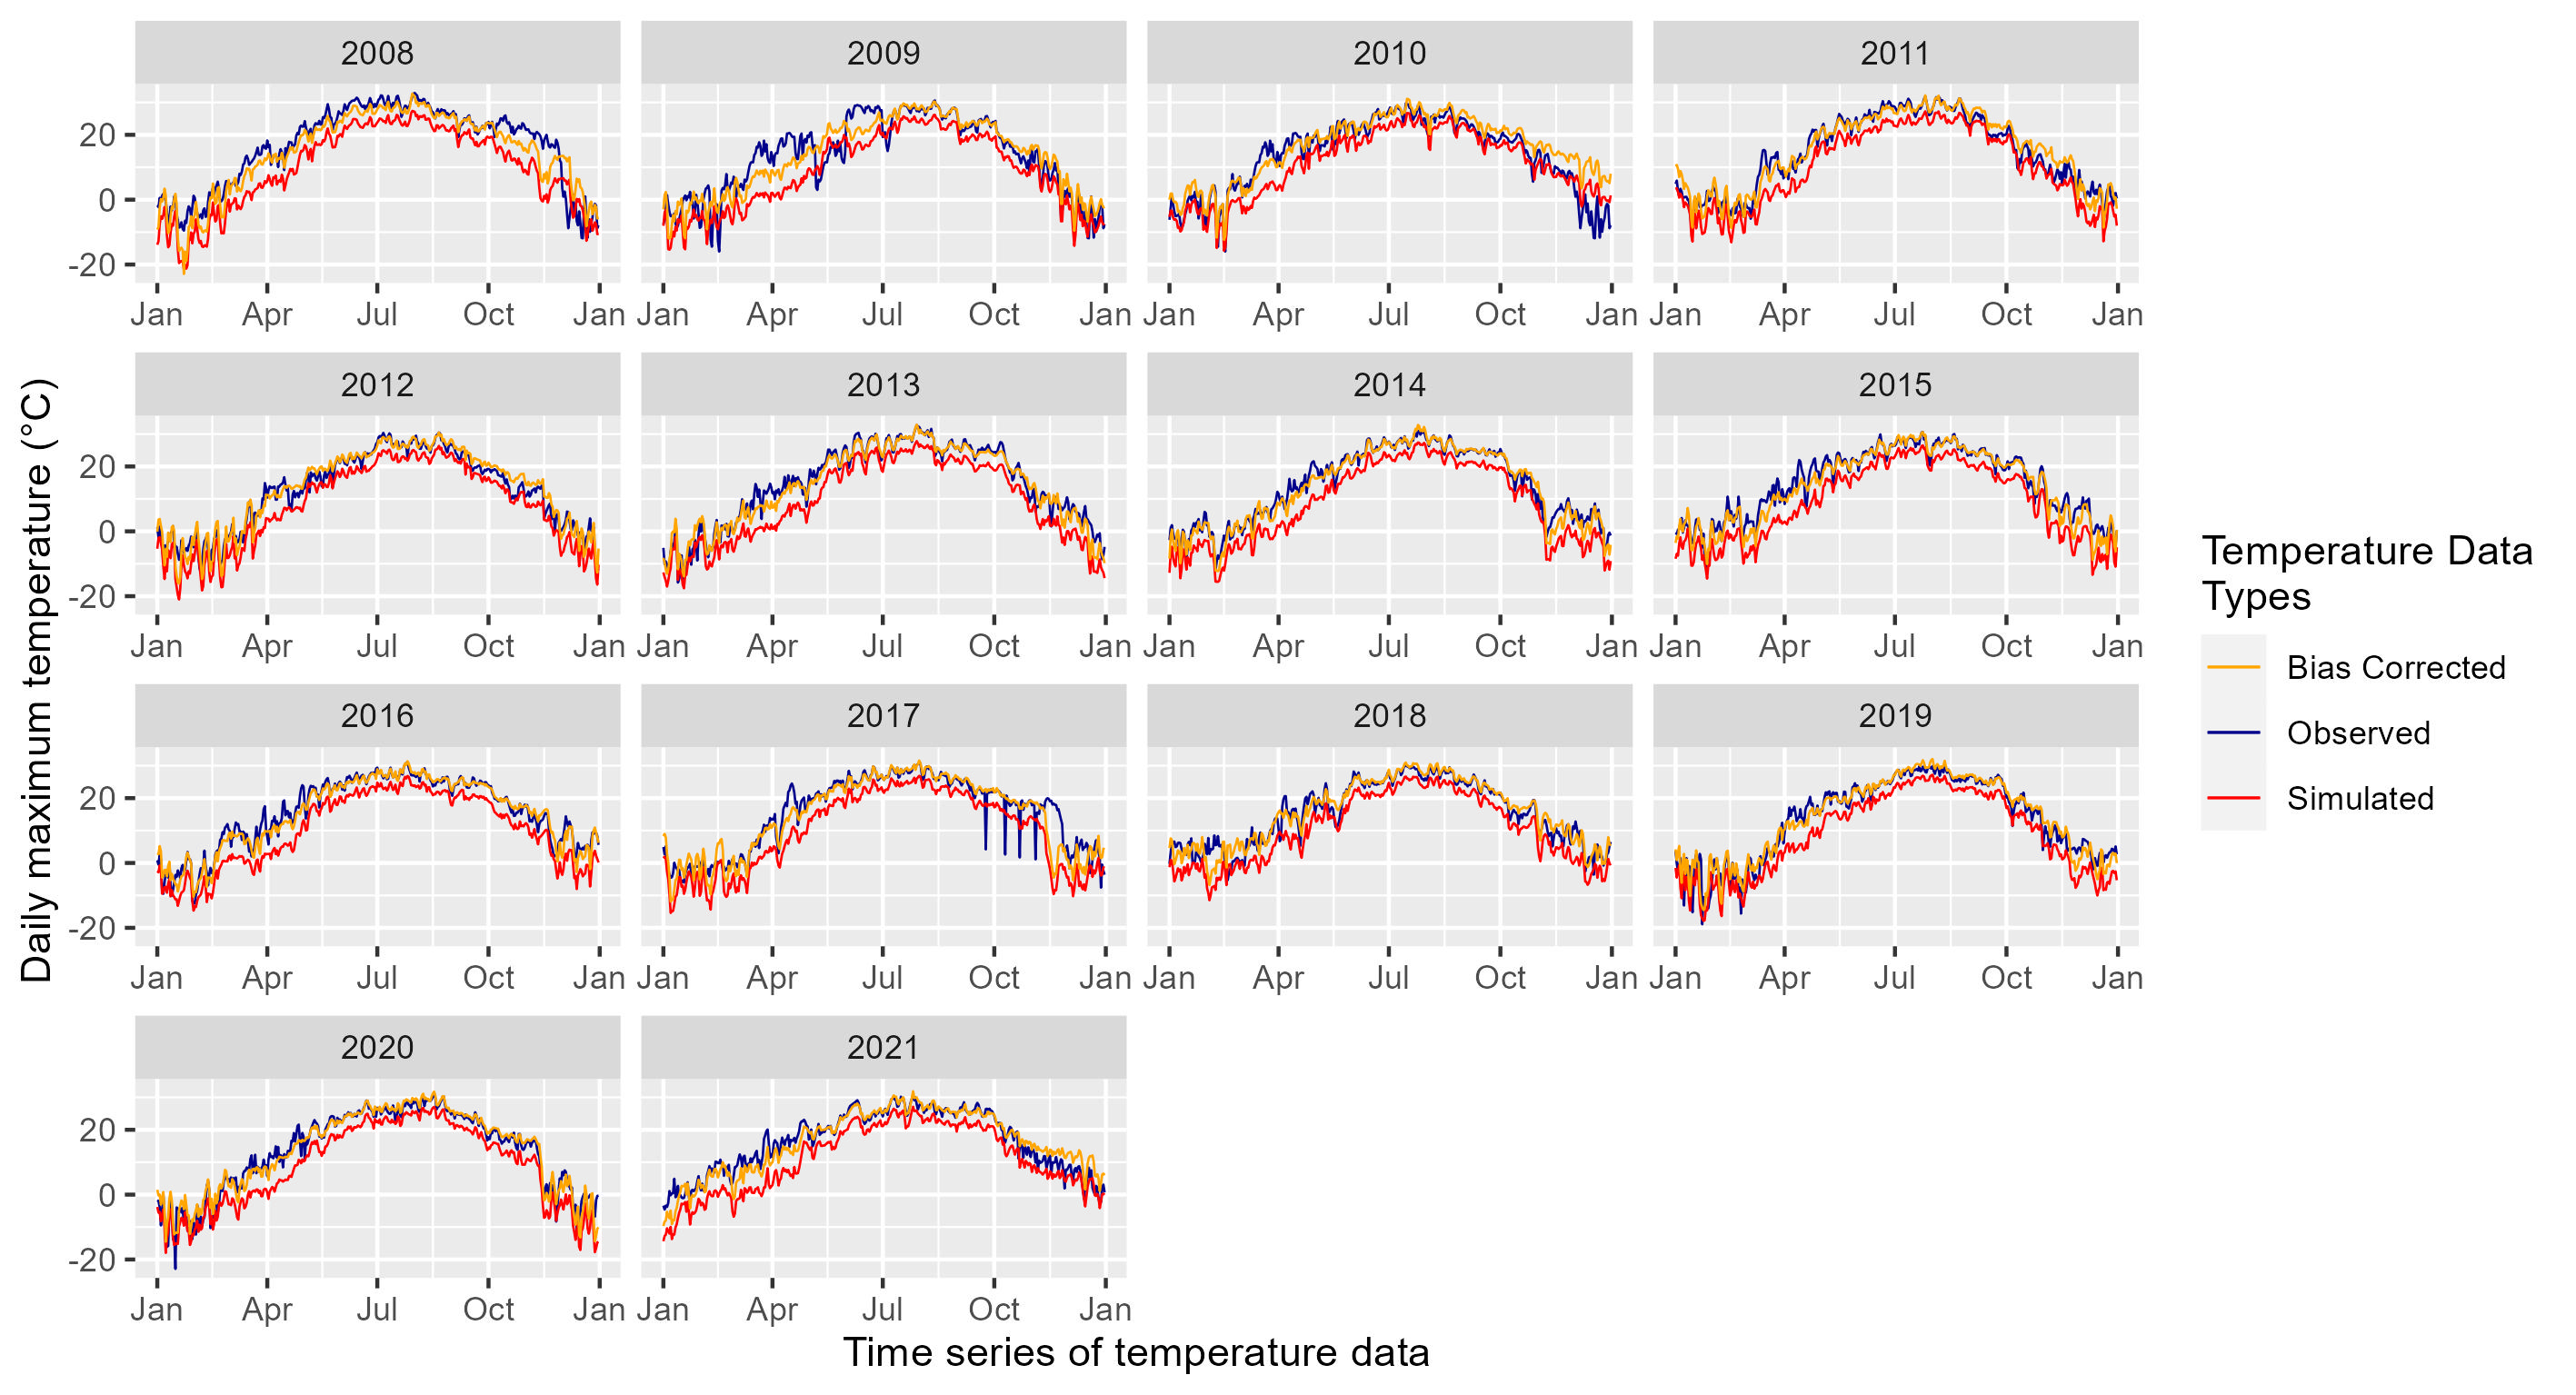 2008 2009 2010 2011
20
0
-20
Jan Apr Jul Oct Jan Jan Apr Jul Oct Jan Jan Apr Jul Oct Jan Jan Apr Jul Oct Jan
2012 2013 2014 2015
20
0
-20
Jan Apr Jul Oct Jan Jan Apr Jul Oct Jan Jan Apr Jul Oct Jan Jan Apr Jul Oct Jan
2016 2017 2018 2019
20
0
-20
Jan Apr Jul Oct Jan Jan Apr Jul Oct Jan Jan Apr Jul Oct Jan Jan Apr Jul Oct Jan
2020 2021
20
0
-20
Jan Apr Jul Oct Jan Jan Apr Jul Oct Jan
Daily maximum temperature (°C)
Time series of temperature data
Temperature Data
Types
Bias Corrected
Observed
Simulated